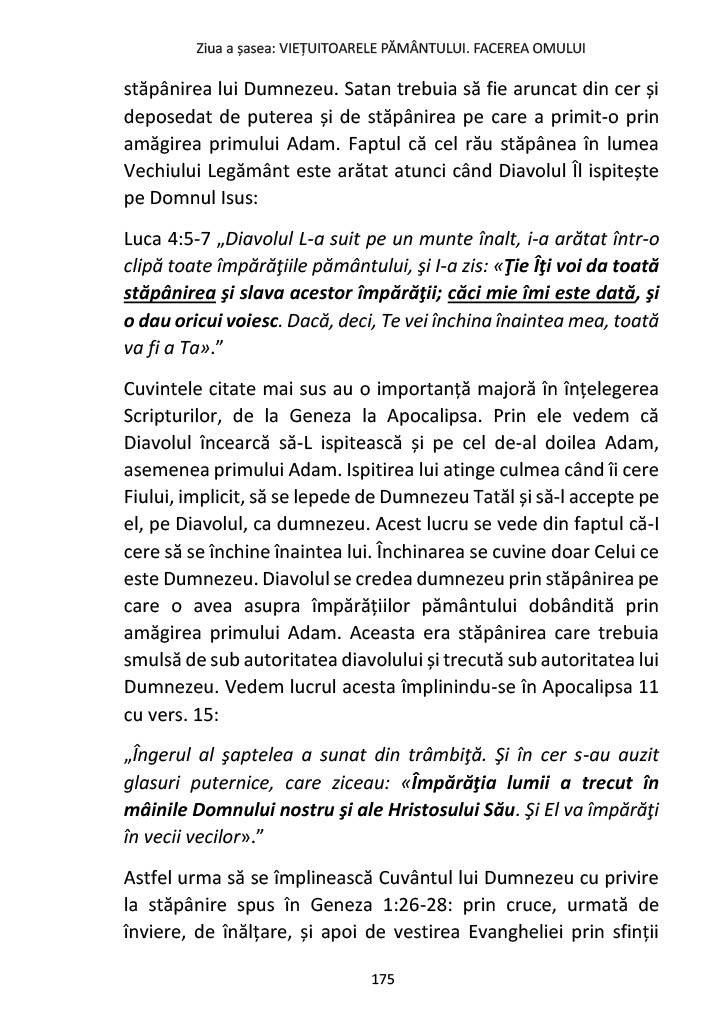 Ziua a șasea: VIEȚUITOARELE PĂMÂNTULUI. FACEREA OMULUI
stăpânirea lui Dumnezeu. Satan trebuia să fie aruncat din cer și
deposedat de puterea și de stăpânirea pe care a primit-o prin
amăgirea primului Adam. Faptul că cel rău stăpânea în lumea
Vechiului Legământ este arătat atunci când Diavolul Îl ispitește
pe Domnul Isus:
Luca 4:5-7 „Diavolul L-a suit pe un munte înalt, i-a arătat într-o
clipă toate împărăţiile pământului, şi I-a zis: «Ţie Îţi voi da toată
stăpânirea şi slava acestor împărăţii; căci mie îmi este dată, şi
o dau oricui voiesc. Dacă, deci, Te vei închina înaintea mea, toată
va fi a Ta».”
Cuvintele citate mai sus au o importanță majoră în înțelegerea
Scripturilor, de la Geneza la Apocalipsa. Prin ele vedem că
Diavolul încearcă să-L ispitească și pe cel de-al doilea Adam,
asemenea primului Adam. Ispitirea lui atinge culmea când îi cere
Fiului, implicit, să se lepede de Dumnezeu Tatăl și să-l accepte pe
el, pe Diavolul, ca dumnezeu. Acest lucru se vede din faptul că-I
cere să se închine înaintea lui. Închinarea se cuvine doar Celui ce
este Dumnezeu. Diavolul se credea dumnezeu prin stăpânirea pe
care o avea asupra împărățiilor pământului dobândită prin
amăgirea primului Adam. Aceasta era stăpânirea care trebuia
smulsă de sub autoritatea diavolului și trecută sub autoritatea lui
Dumnezeu. Vedem lucrul acesta împlinindu-se în Apocalipsa 11
cu vers. 15:
„Îngerul al şaptelea a sunat din trâmbiţă. Şi în cer s-au auzit
glasuri puternice, care ziceau: «Împărăţia lumii a trecut în
mâinile Domnului nostru şi ale Hristosului Său. Şi El va împărăţi
în vecii vecilor».”
Astfel urma să se împlinească Cuvântul lui Dumnezeu cu privire
la stăpânire spus în Geneza 1:26-28: prin cruce, urmată de
înviere, de înălțare, și apoi de vestirea Evangheliei prin sfinții
175